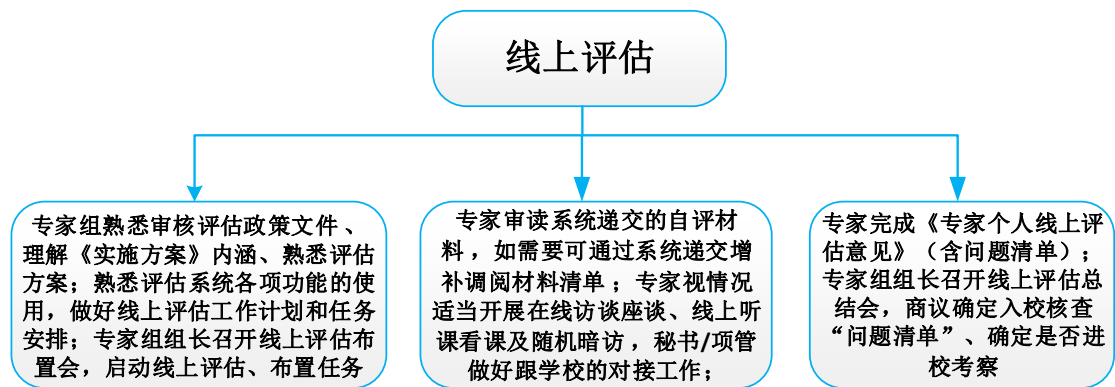 线上评估
专家组熟悉审核评估政策文件、
理解《实施方案》内涵、熟悉评估
方案；熟悉评估系统各项功能的使
用，做好线上评估工作计划和任务
安排；专家组组长召开线上评估布
置会，启动线上评估、布置任务
专家审读系统递交的自评材
料，如需要可通过系统递交增
补调阅材料清单；专家视情况
适当开展在线访谈座谈、线上听
课看课及随机暗访，秘书/项管
做好跟学校的对接工作；
专家完成《专家个人线上评
估意见》（含问题清单）；
专家组组长召开线上评估总
结会，商议确定入校核查
“问题清单”、确定是否进
校考察